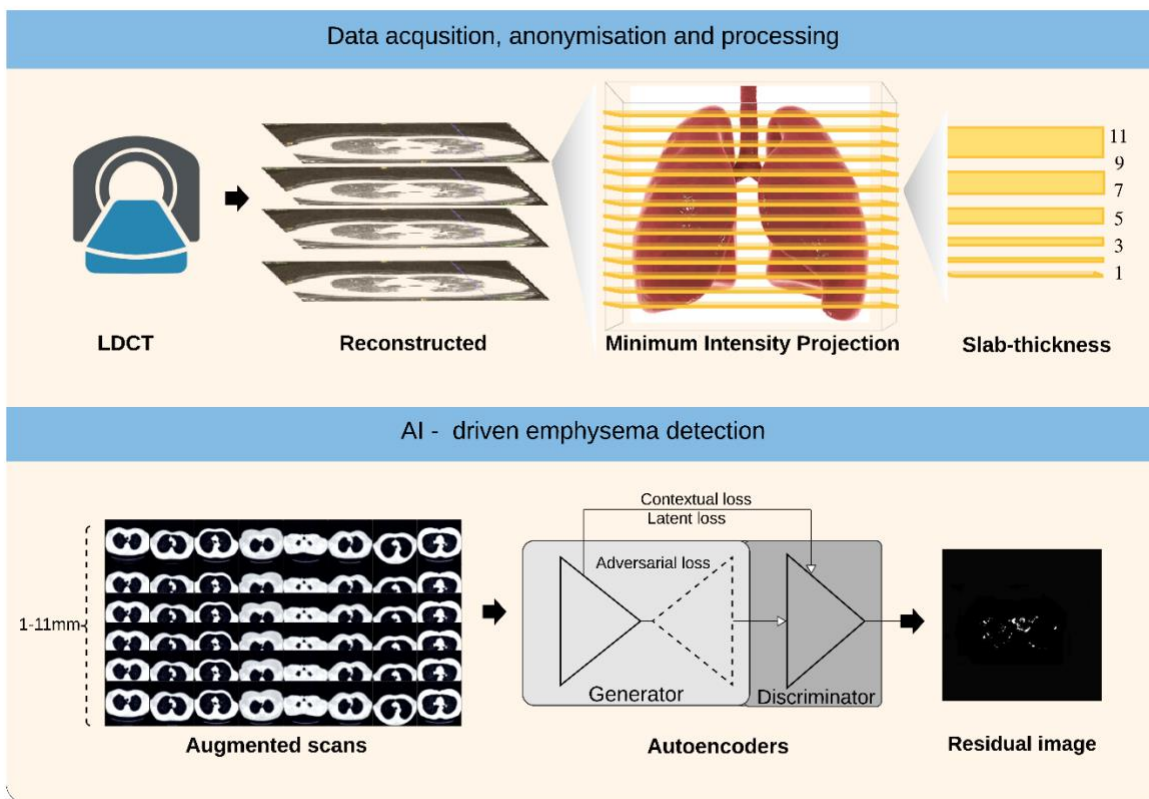 Data acqusition, anonymisation and processing
11
9
7
5
3
1
LDCT
Reconstructed
Minimum Intensity Projection
Slab-thickness
AI - driven emphysema detection
1-11mm
Contextual loss
Latent loss
Adversarial loss
Generator
Discriminator
Augmented scans
Autoencoders
Residual image